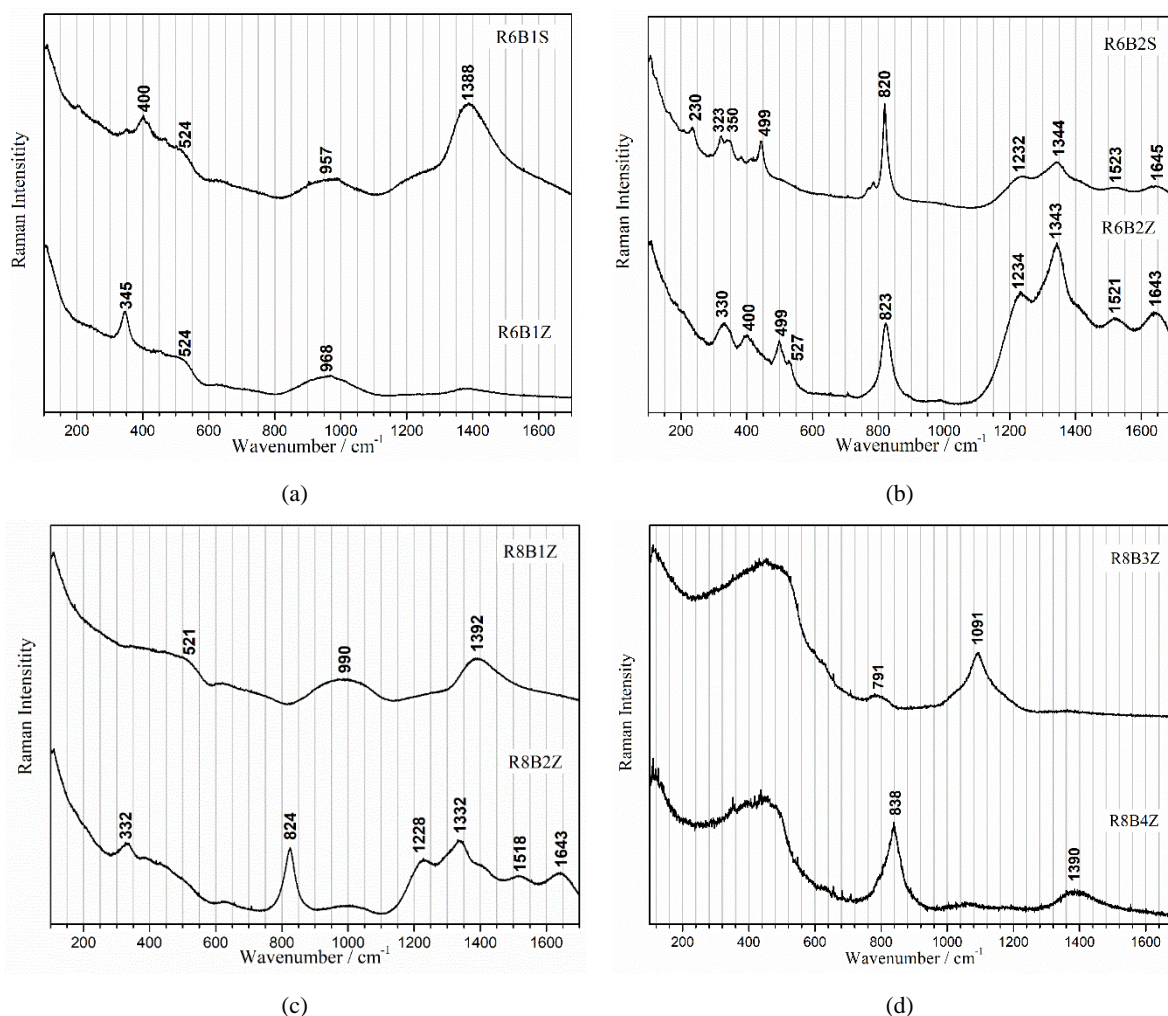 R6B1S
400
524
957
1388
345
524
968
R6B1Z
Raman Intensitity
200 400 600 800 1000 1200 1400 1600
Wavenumber / cm-1
(a)
R6B2S
230
323
350
499
820
1232
1344
1523
1645
R6B2Z
330
400
499
527
823
1234
1343
1521
1643
Raman Intensitity
200 400 600 800 1000 1200 1400 1600
Wavenumber / cm-1
(b)
R8B1Z
521
990
1392
R8B2Z
332
824
1228
1332
1518
1643
Raman Intensitity
200 400 600 800 1000 1200 1400 1600
Wavenumber / cm-1
(c)
R8B3Z
791
1091
R8B4Z
838
1390
Raman Intensity
200 400 600 800 1000 1200 1400 1600
Wavenumber / cm-1
(d)